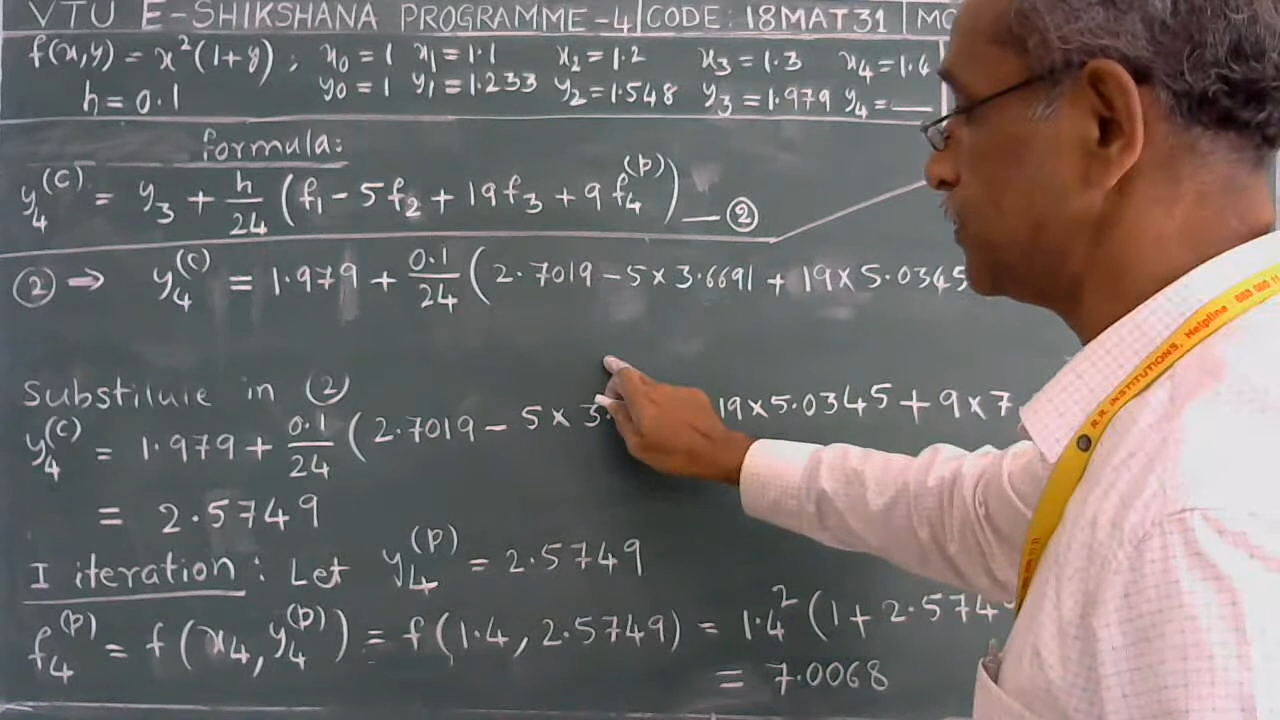 VTU E-SHIKSHANA PROGRAMME-4 | CODE: 18MAT31 | MO
f(x,y) = x²(1+y) ; x₀ = 1 x₁ = 1.1 x₂ = 1.2 x₃ = 1.3 x₄ = 1.4
h = 0.1 y₀ = 1 y₁ = 1.233 y₂ = 1.548 y₃ = 1.979 y₄ = __
formula:
y₄^(C) = y₃ + h/24 (f₁ - 5f₂ + 19f₃ + 9f₄^(p)) — ②
② → y₄^(C) = 1.979 + 0.1/24 (2.7019 - 5 × 3.6691 + 19 × 5.0345
Substitute in ②
y₄^(C) = 1.979 + 0.1/24 (2.7019 - 5 × 3. 19 × 5.0345 + 9 × 7.
= 2.5749
I iteration: Let y₄^(p) = 2.5749
f₄^(p) = f(x₄, y₄^(p)) = f(1.4, 2.5749) = 1.4²(1 + 2.574
= 7.0068
R.R. INSTITUTIONS, Helpline